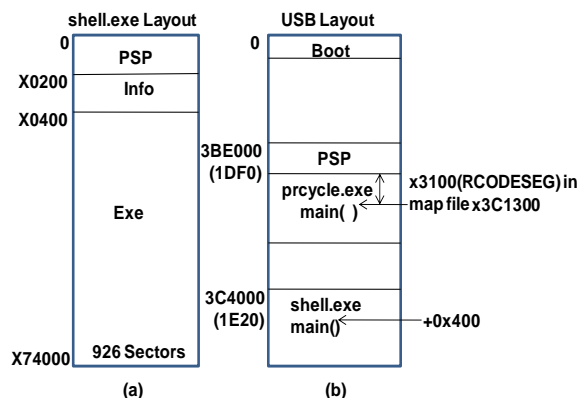 shell.exe Layout
0
PSP
X0200
Info
X0400
Exe
X74000
926 Sectors
(a)
USB Layout
0
Boot
3BE000
(1DF0)
PSP
prcycle.exe
main( )
x3100(RCODESEG) in
map file x3C1300
3C4000
(1E20)
shell.exe
main()
+0x400
(b)